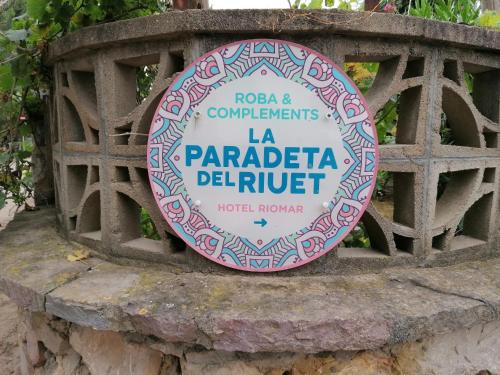 ROBA &
COMPLEMENTS
LA
PARADETA
DEL RIUET
HOTEL RIOMAR
→